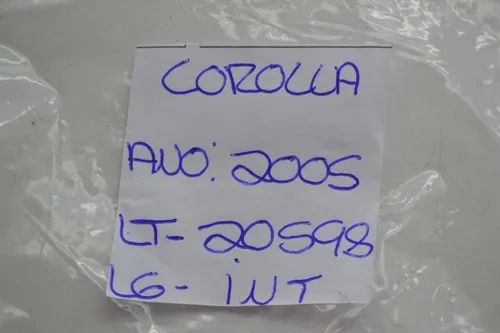 COROLLA
ANO: 2005
LT- 20598
LG- INT